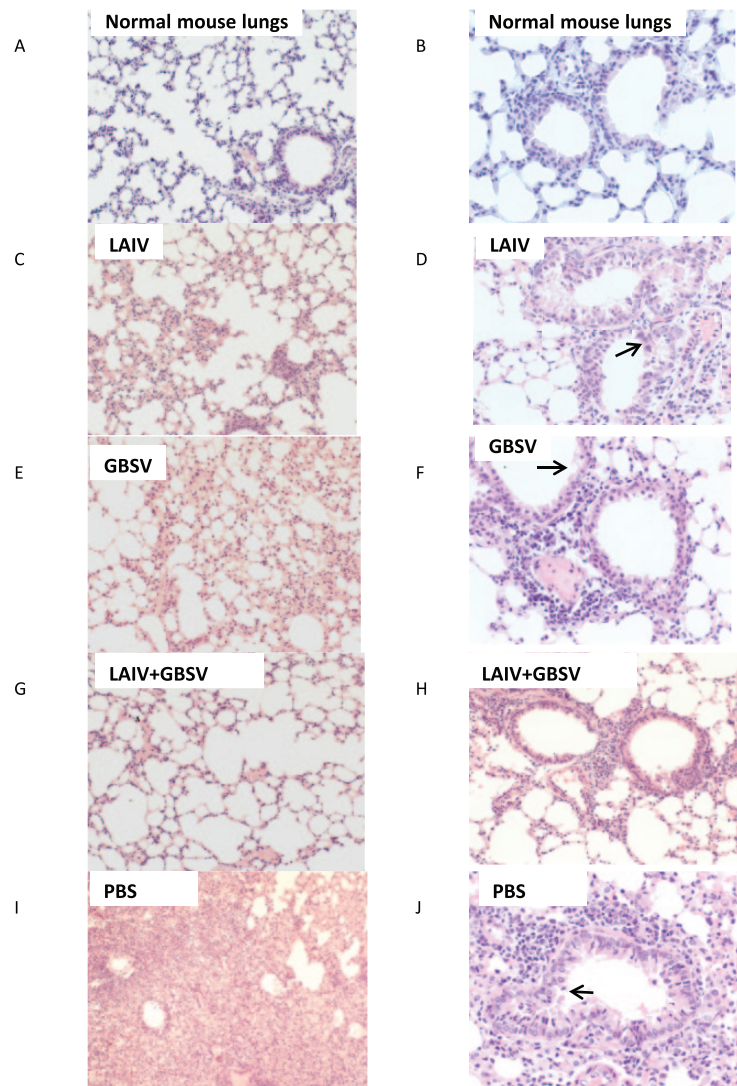 A
Normal mouse lungs
B
Normal mouse lungs
C
LAIV
D
LAIV
E
GBSV
F
GBSV
G
LAIV+GBSV
H
LAIV+GBSV
I
PBS
J
PBS